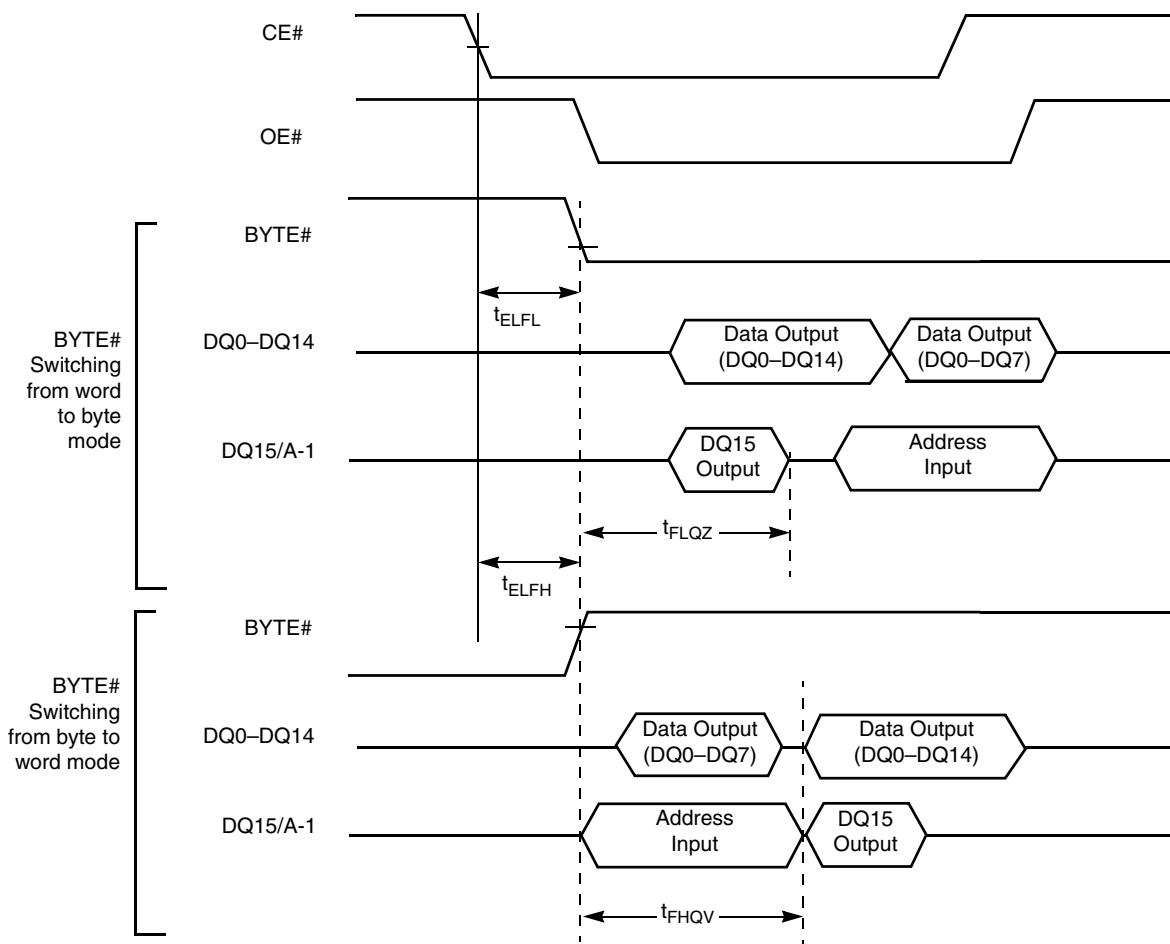 CE#
OE#
BYTE#
tELFL
BYTE#
Switching
from word
to byte
mode
DQ0–DQ14
Data Output
(DQ0–DQ14)
Data Output
(DQ0–DQ7)
DQ15/A-1
DQ15
Output
Address
Input
tFLQZ
tELFH
BYTE#
BYTE#
Switching
from byte to
word mode
DQ0–DQ14
Data Output
(DQ0–DQ7)
Data Output
(DQ0–DQ14)
DQ15/A-1
Address
Input
DQ15
Output
tFHQV